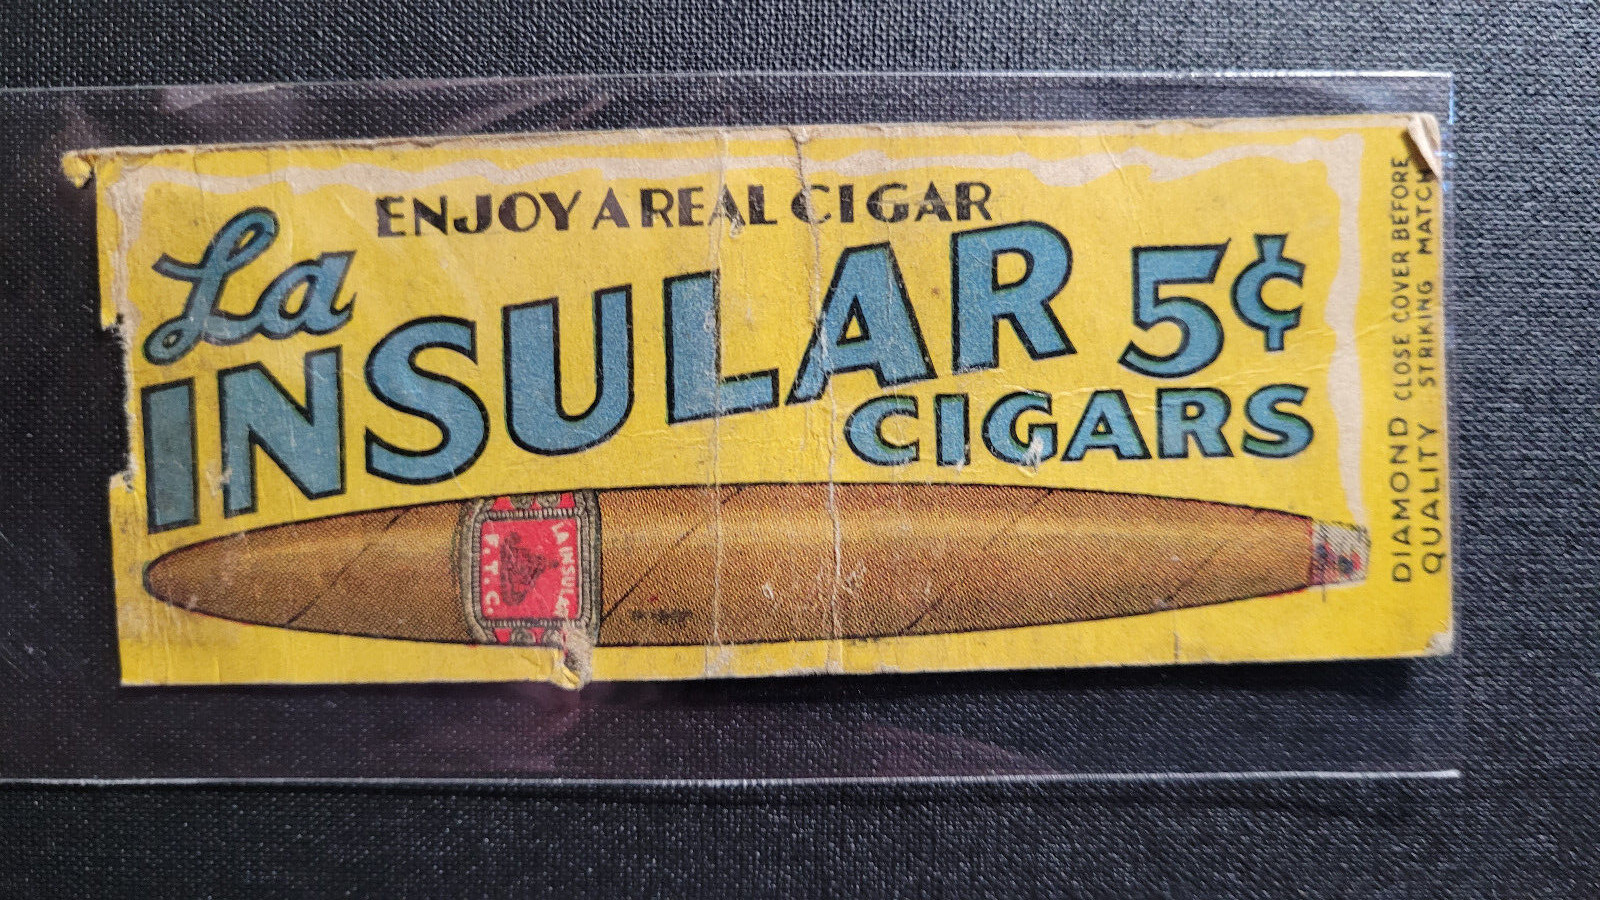 ENJOY A REAL CIGAR
La
INSULAR 5¢
CIGARS
LA INSULAR
F.T.C.
DIAMOND CLOSE COVER BEFORE
QUALITY STRIKING MATCH